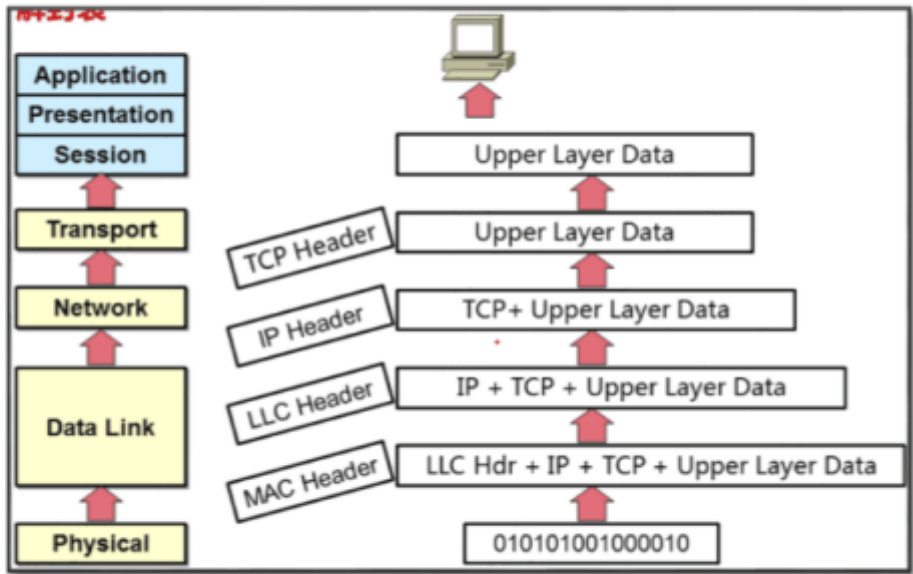 Application
Presentation
Session
Upper Layer Data
Transport
TCP Header
Upper Layer Data
Network
IP Header
TCP+ Upper Layer Data
Data Link
LLC Header
IP + TCP + Upper Layer Data
MAC Header
LLC Hdr + IP + TCP + Upper Layer Data
Physical
010101001000010